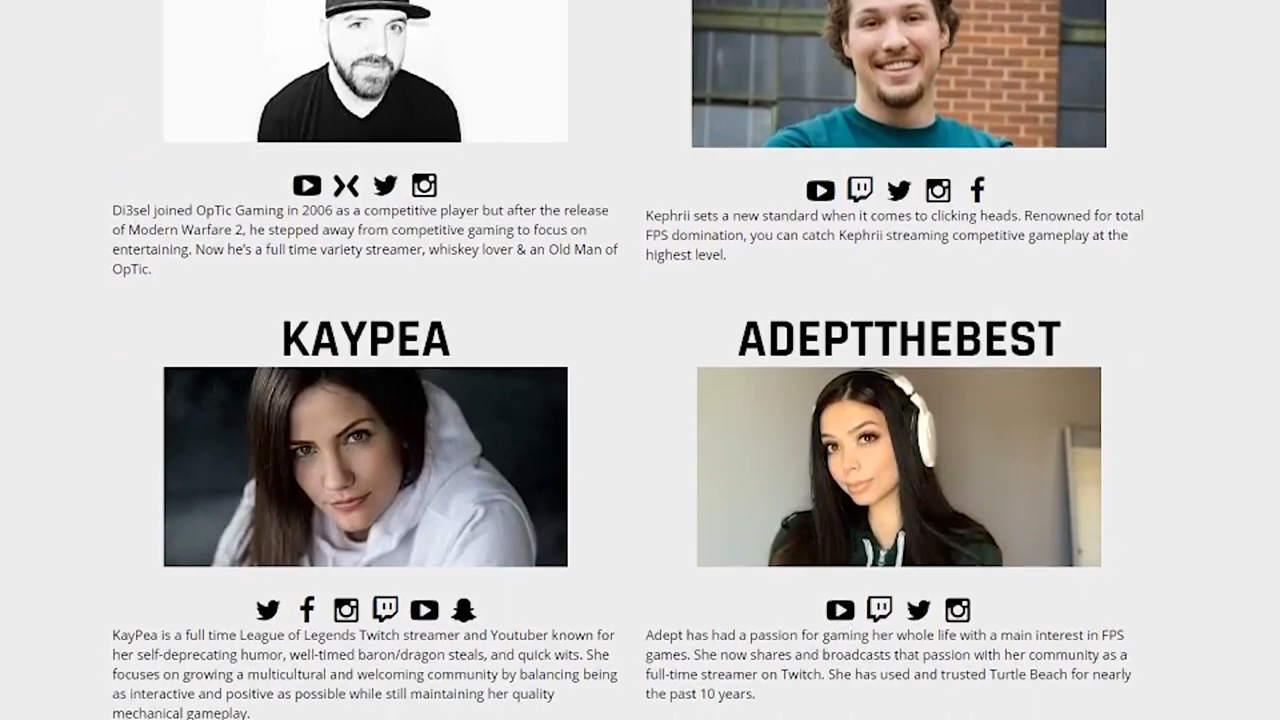 Di3sel joined OpTic Gaming in 2006 as a competitive player but after the release
of Modern Warfare 2, he stepped away from competitive gaming to focus on
entertaining. Now he's a full time variety streamer, whiskey lover & an Old Man of
OpTic.
Kephrii sets a new standard when it comes to clicking heads. Renowned for total
FPS domination, you can catch Kephrii streaming competitive gameplay at the
highest level.
KAYPEA
KayPea is a full time League of Legends Twitch streamer and Youtuber known for
her self-deprecating humor, well-timed baron/dragon steals, and quick wits. She
focuses on growing a multicultural and welcoming community by balancing being
as interactive and positive as possible while still maintaining her quality
mechanical gameplay.
ADEPTTHEBEST
Adept has had a passion for gaming her whole life with a main interest in FPS
games. She now shares and broadcasts that passion with her community as a
full-time streamer on Twitch. She has used and trusted Turtle Beach for nearly
the past 10 years.